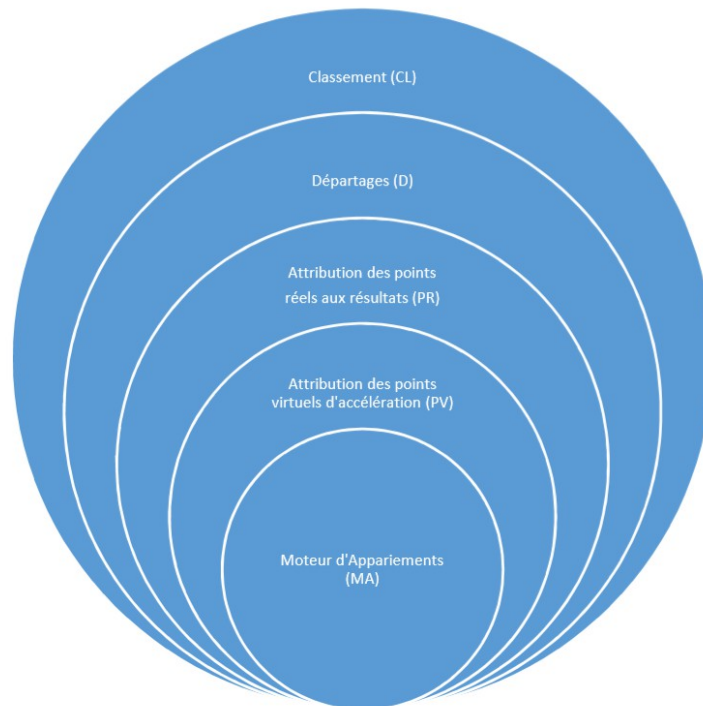 Classement (CL)
Départages (D)
Attribution des points
réels aux résultats (PR)
Attribution des points
virtuels d'accélération (PV)
Moteur d'Appariements
(MA)